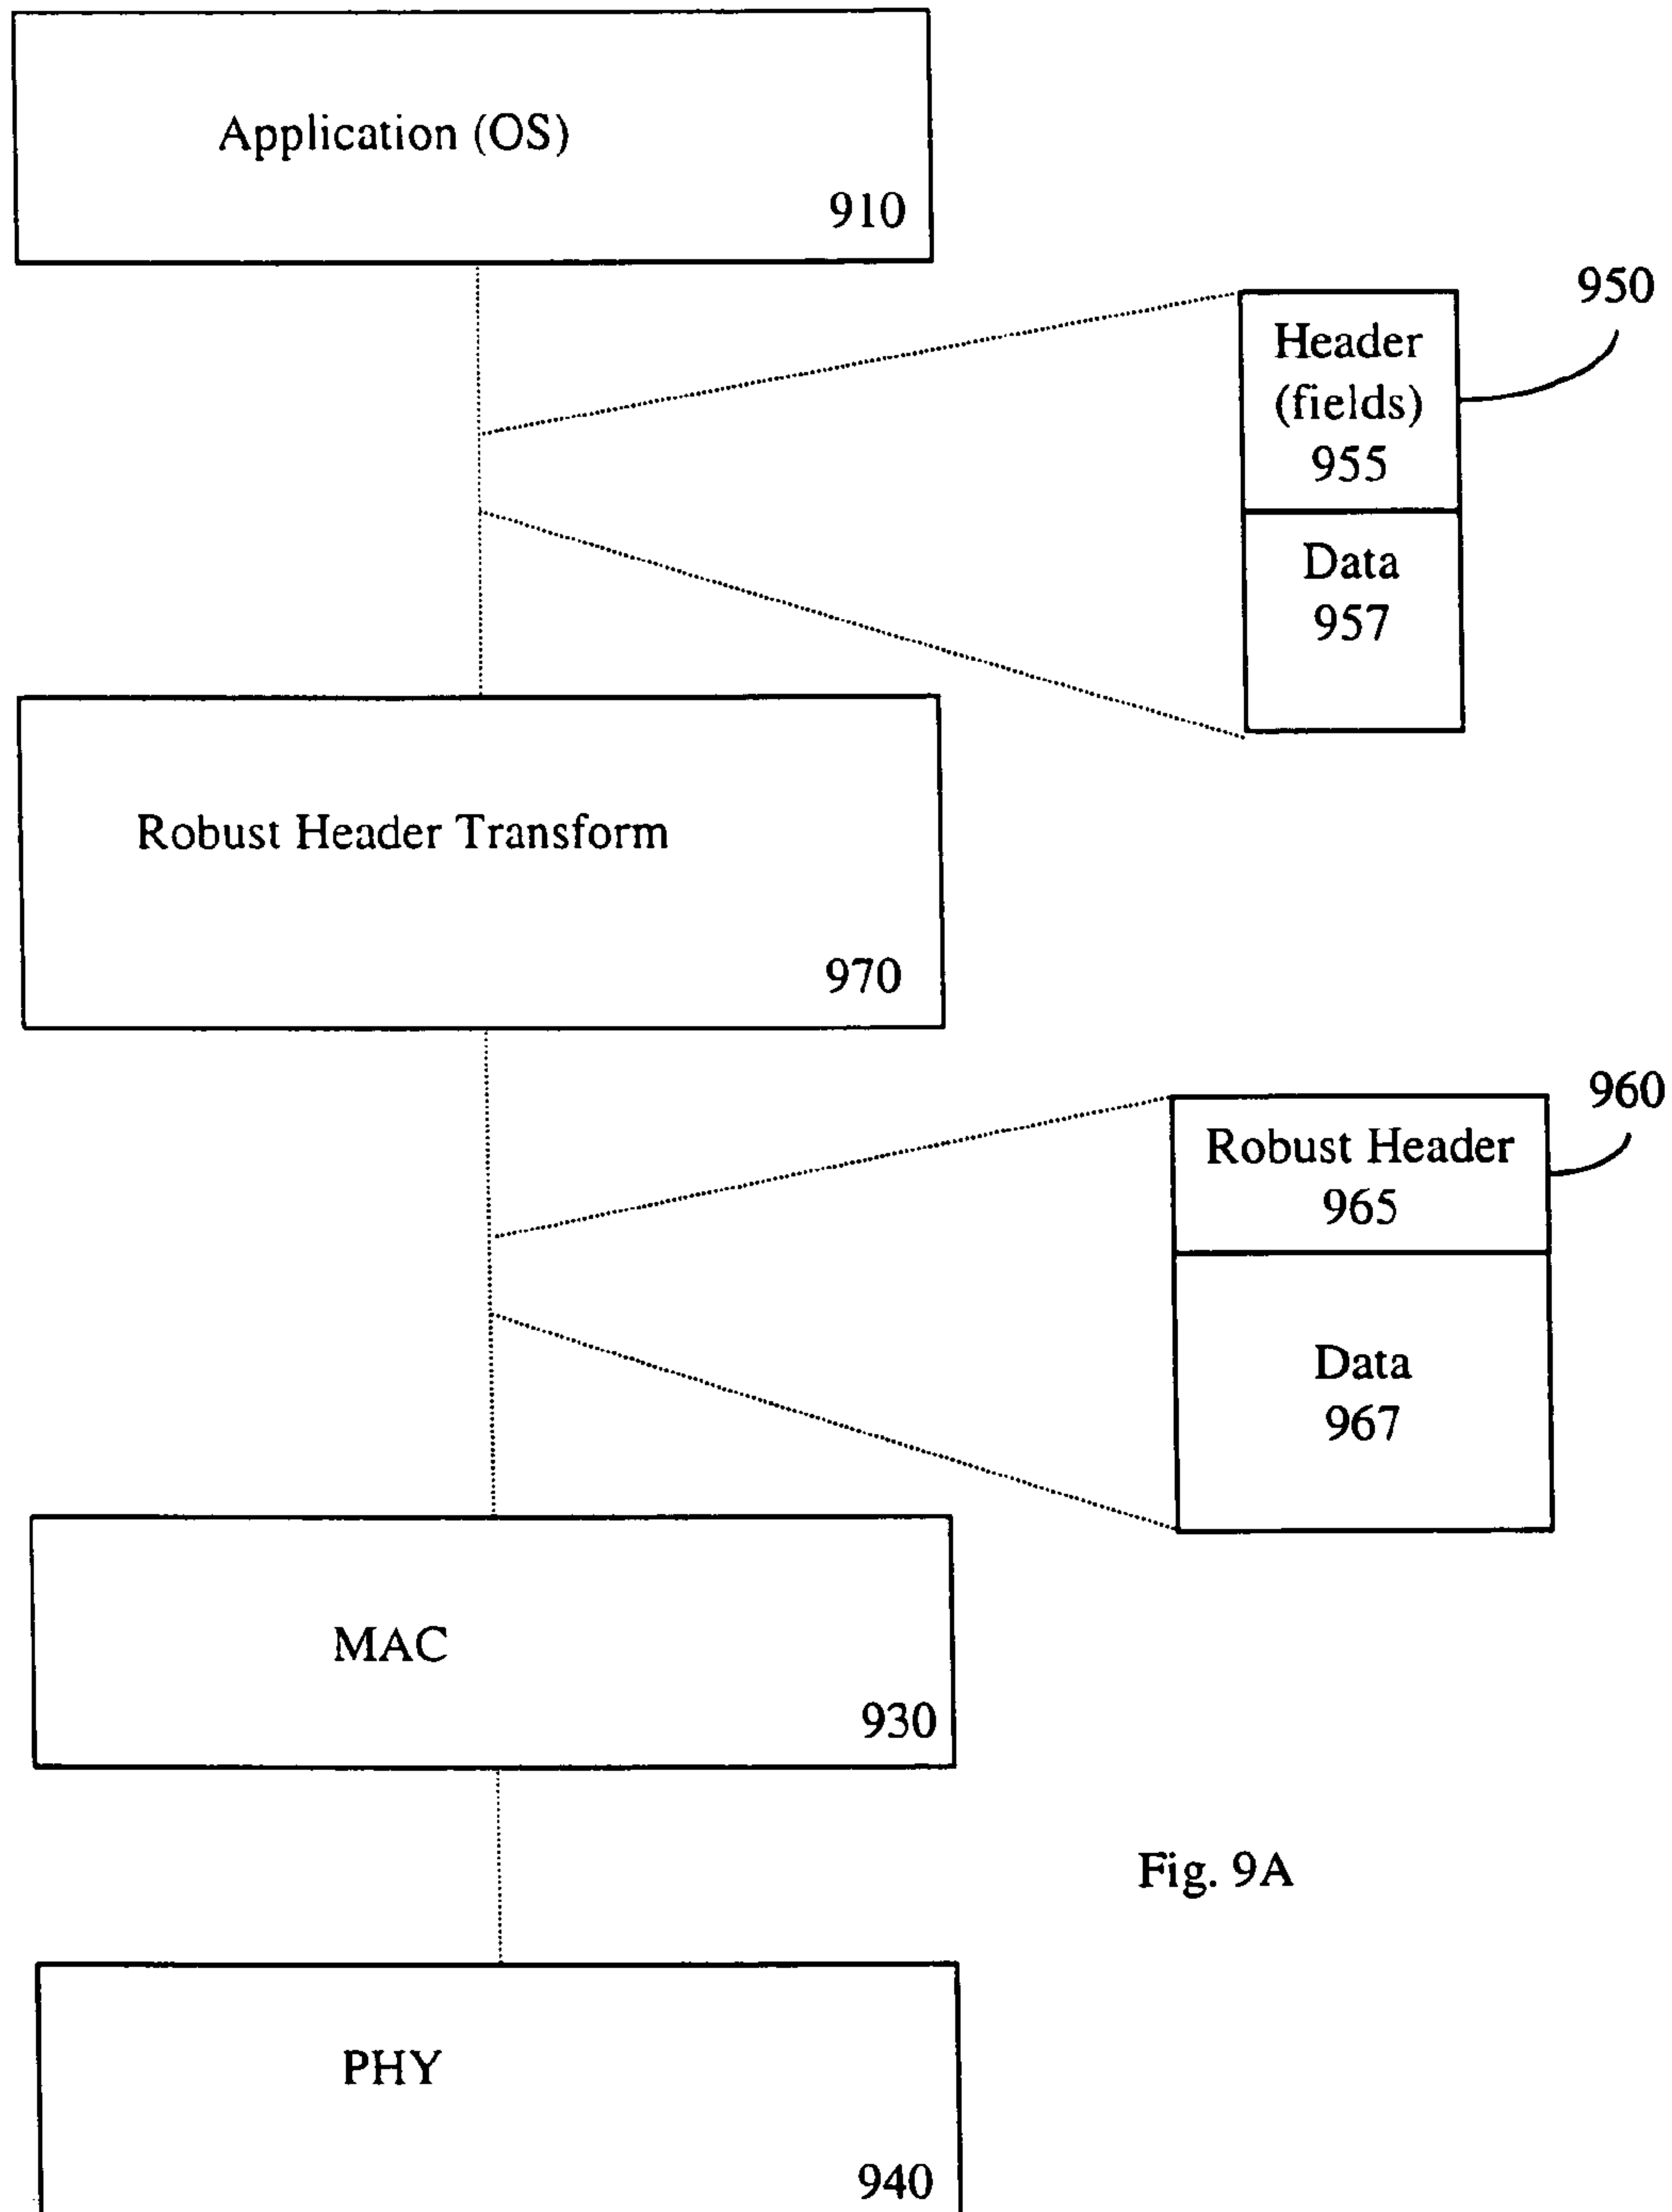 Application (OS)
910
950
Header
(fields)
955
Data
957
Robust Header Transform
970
960
Robust Header
965
Data
967
MAC
930
Fig. 9A
PHY
940